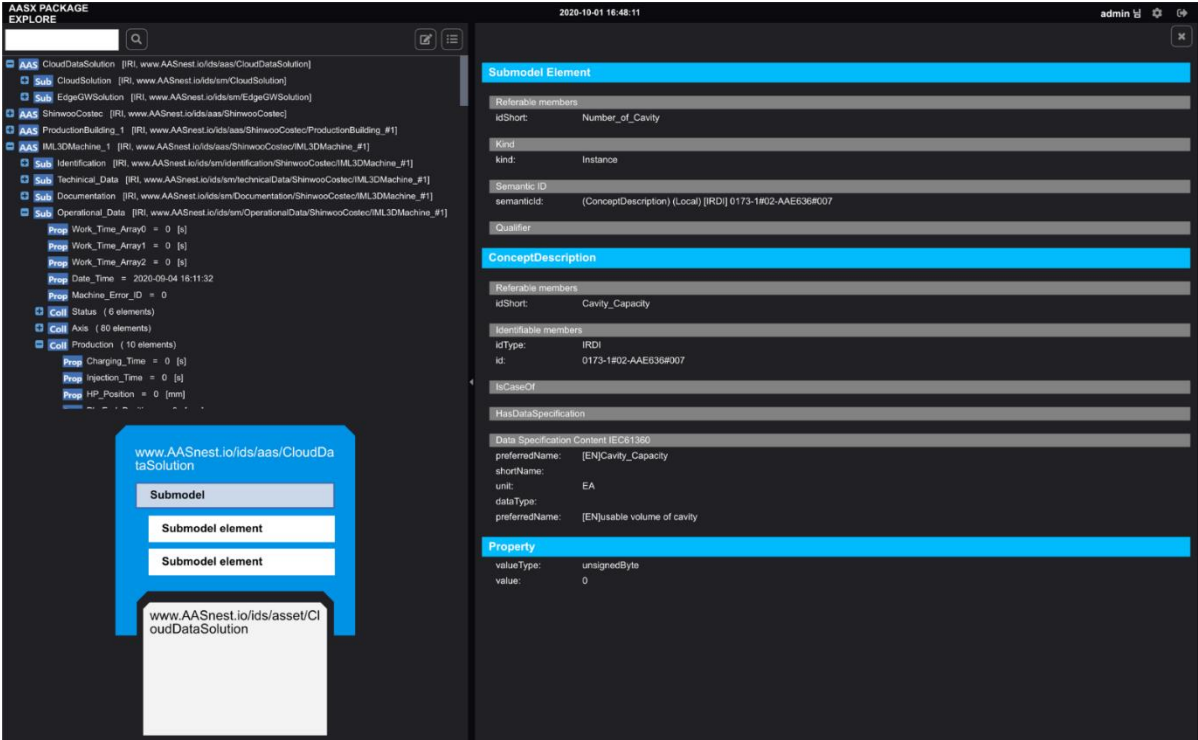 AASX PACKAGE
EXPLORE
2020-10-01 16:48:11
admin 님
AAS CloudDataSolution [IRI, www.AASnest.io/ids/aas/CloudDataSolution]
Sub CloudSolution [IRI, www.AASnest.io/ids/sm/CloudSolution]
Sub EdgeGWSolution [IRI, www.AASnest.io/ids/sm/EdgeGWSolution]
AAS ShinwooCostec [IRI, www.AASnest.io/ids/aas/ShinwooCostec]
AAS ProductionBuilding_1 [IRI, www.AASnest.io/ids/aas/ShinwooCostec/ProductionBuilding_#1]
AAS IML3DMachine_1 [IRI, www.AASnest.io/ids/aas/ShinwooCostec/IML3DMachine_#1]
Sub Identification [IRI, www.AASnest.io/ids/sm/identification/ShinwooCostec/IML3DMachine_#1]
Sub Techinical_Data [IRI, www.AASnest.io/ids/sm/technicalData/ShinwooCostec/IML3DMachine_#1]
Sub Documentation [IRI, www.AASnest.io/ids/sm/Documentation/ShinwooCostec/IML3DMachine_#1]
Sub Operational_Data [IRI, www.AASnest.io/ids/sm/OperationalData/ShinwooCostec/IML3DMachine_#1]
Prop Work_Time_Array0 = 0 [s]
Prop Work_Time_Array1 = 0 [s]
Prop Work_Time_Array2 = 0 [s]
Prop Date_Time = 2020-09-04 16:11:32
Prop Machine_Error_ID = 0
Coll Status ( 6 elements)
Coll Axis ( 80 elements)
Coll Production ( 10 elements)
Prop Charging_Time = 0 [s]
Prop Injection_Time = 0 [s]
Prop HP_Position = 0 [mm]
www.AASnest.io/ids/aas/CloudDa
taSolution
Submodel
Submodel element
Submodel element
www.AASnest.io/ids/asset/Cl
oudDataSolution
Submodel Element
Referable members
idShort: Number_of_Cavity
Kind
kind: Instance
Semantic ID
semanticId: (ConceptDescription) (Local) [IRDI] 0173-1#02-AAE636#007
Qualifier
ConceptDescription
Referable members
idShort: Cavity_Capacity
Identifiable members
idType: IRDI
id: 0173-1#02-AAE636#007
IsCaseOf
HasDataSpecification
Data Specification Content IEC61360
preferredName: [EN]Cavity_Capacity
shortName:
unit: EA
dataType:
preferredName: [EN]usable volume of cavity
Property
valueType: unsignedByte
value: 0